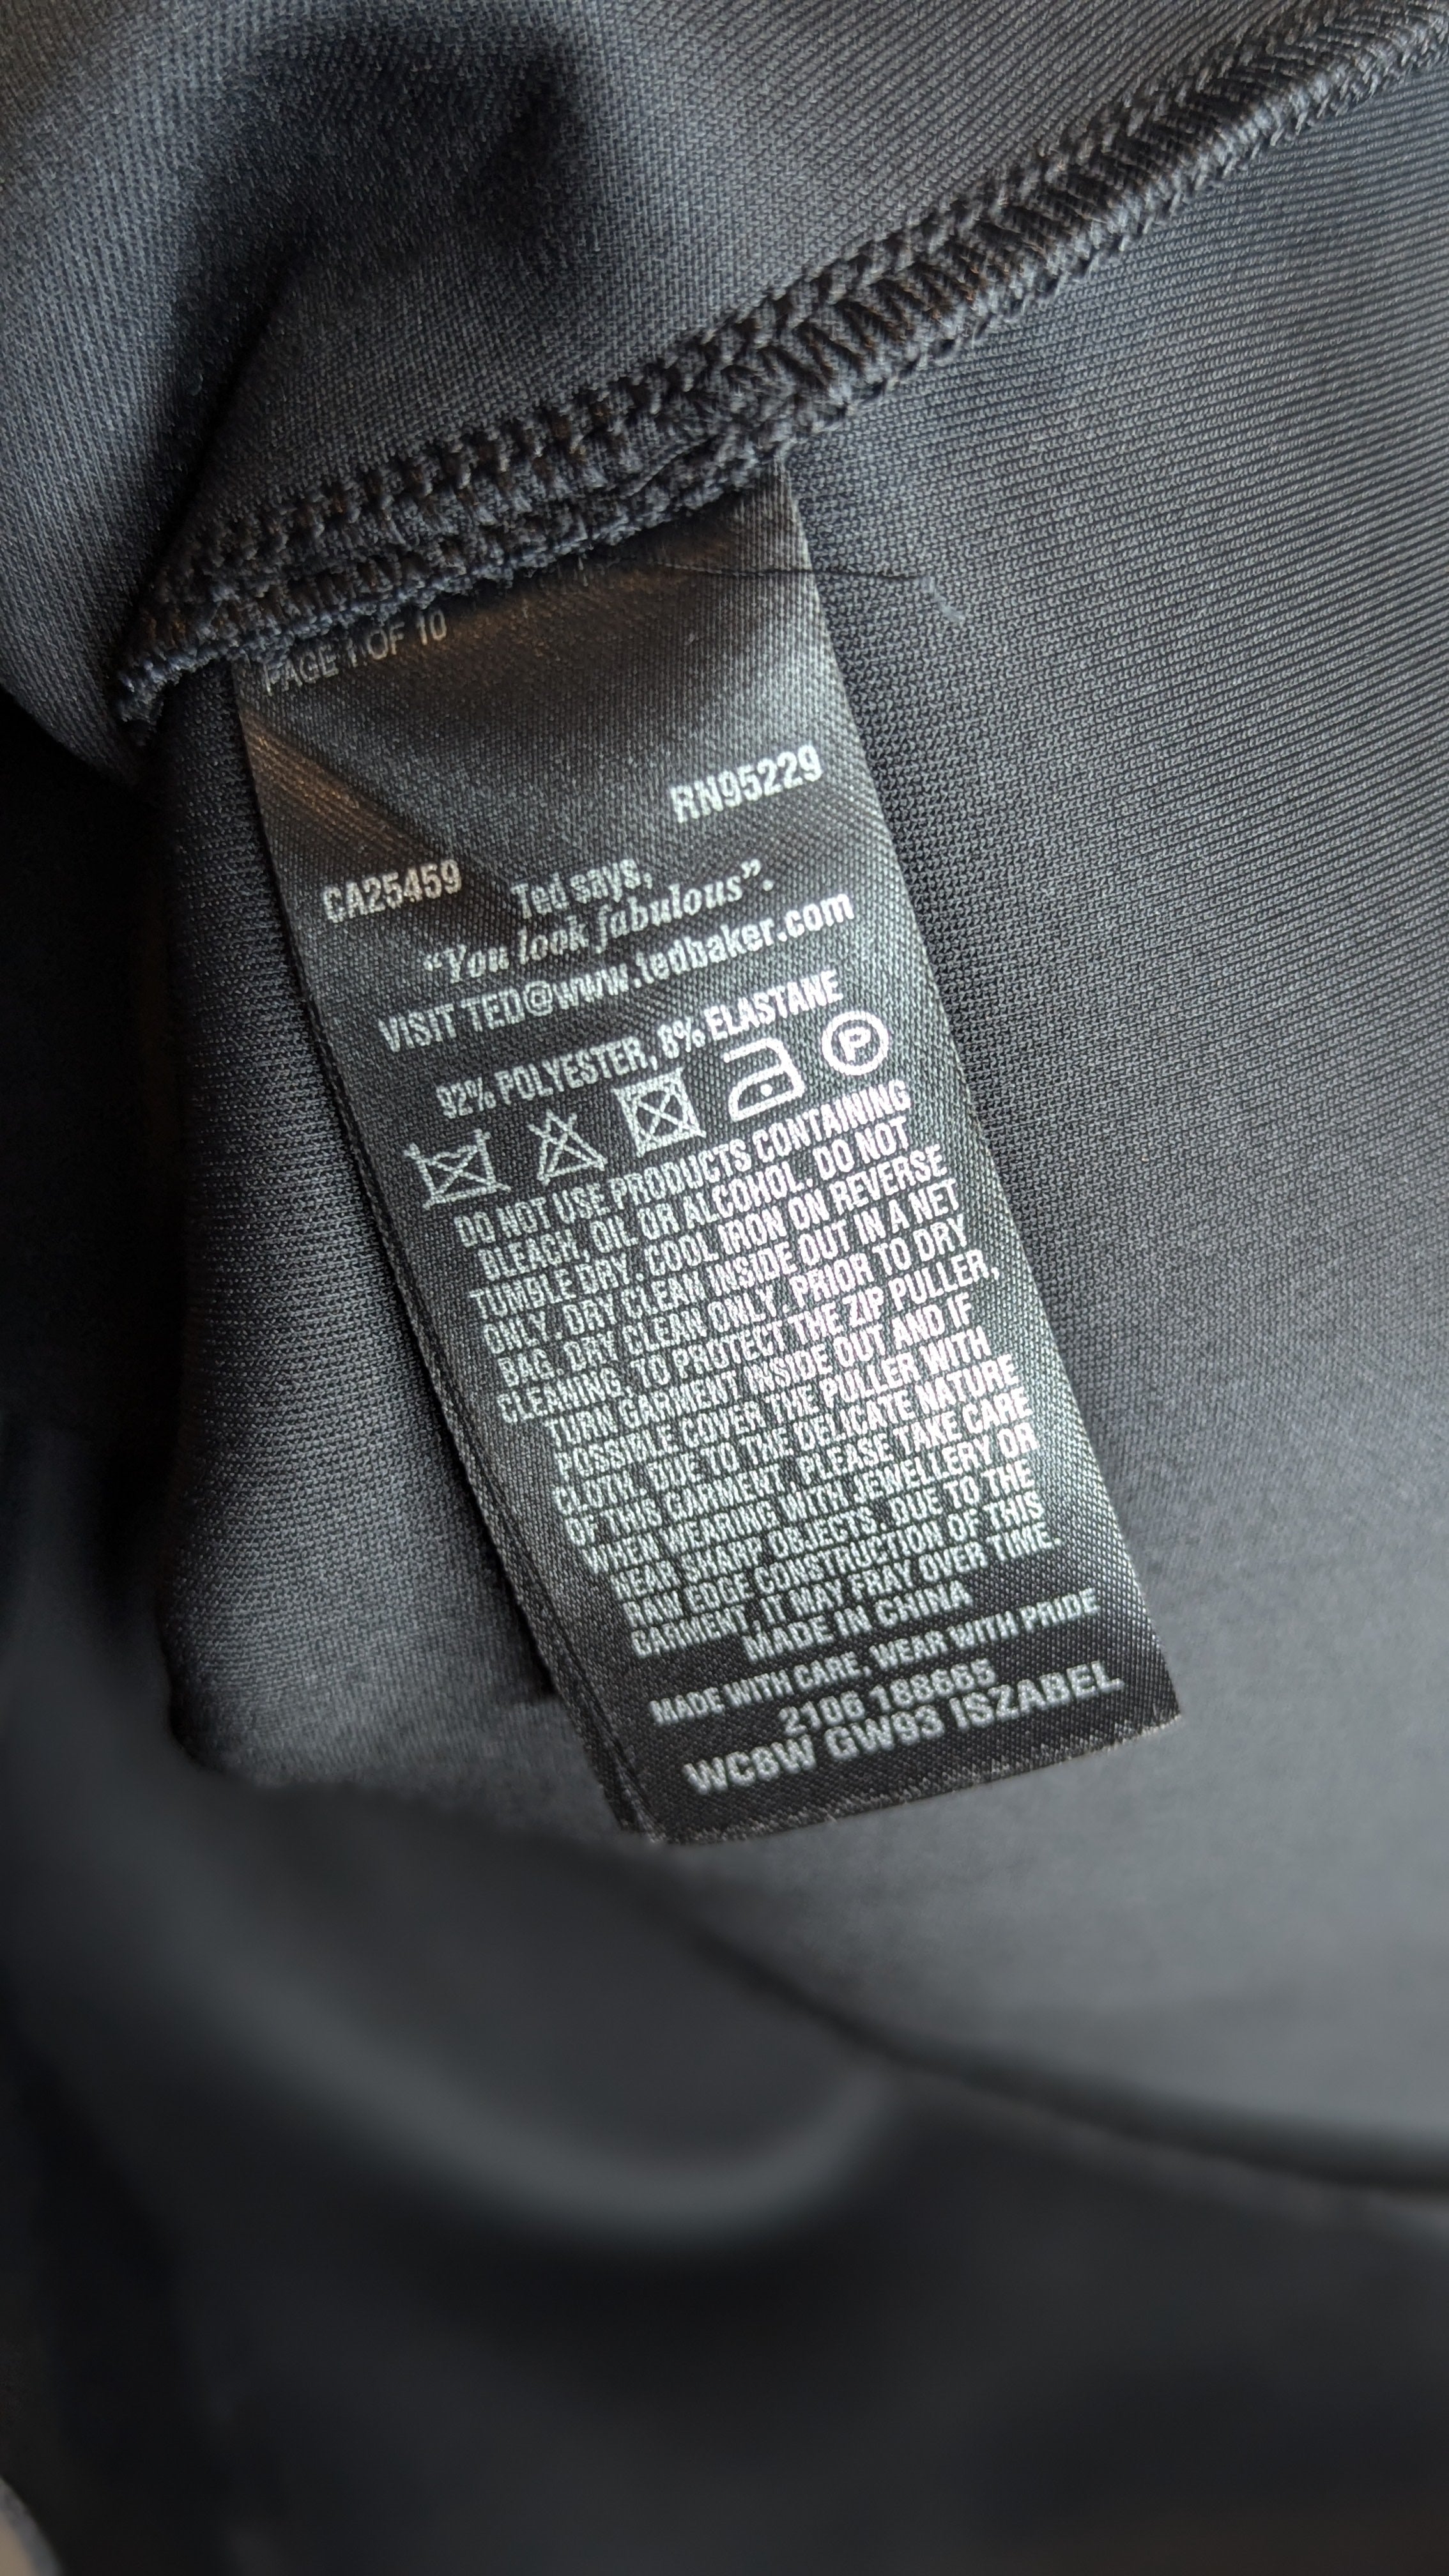 PAGE 1 OF 10
RN95229
CA25459
Ted says,
“You look fabulous”.
VISIT TED@www.tedbaker.com
92% POLYESTER, 8% ELASTANE
P
DO NOT USE PRODUCTS CONTAINING
BLEACH, OIL OR ALCOHOL. DO NOT
TUMBLE DRY. COOL IRON ON REVERSE
ONLY. DRY CLEAN INSIDE OUT IN A NET
BAG. DRY CLEAN ONLY. PRIOR TO DRY
CLEANING, TO PROTECT THE ZIP PULLER,
TURN GARMENT INSIDE OUT AND IF
POSSIBLE COVER THE PULLER WITH
CLOTH. DUE TO THE DELICATE NATURE
OF THIS GARMENT, PLEASE TAKE CARE
WHEN WEARING WITH JEWELLERY OR
NEAR SHARP OBJECTS. DUE TO THE
RAW EDGE CONSTRUCTION OF THIS
GARMENT, IT MAY FRAY OVER TIME.
MADE IN CHINA
MADE WITH CARE, WEAR WITH PRIDE
2106
GW93 ISZABEL